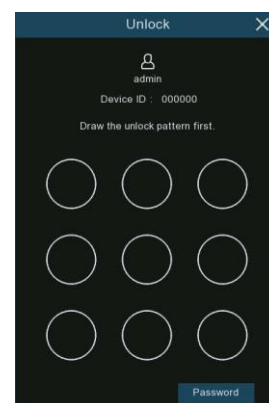 Unlock
admin
Device ID : 000000
Draw the unlock pattern first.
Password